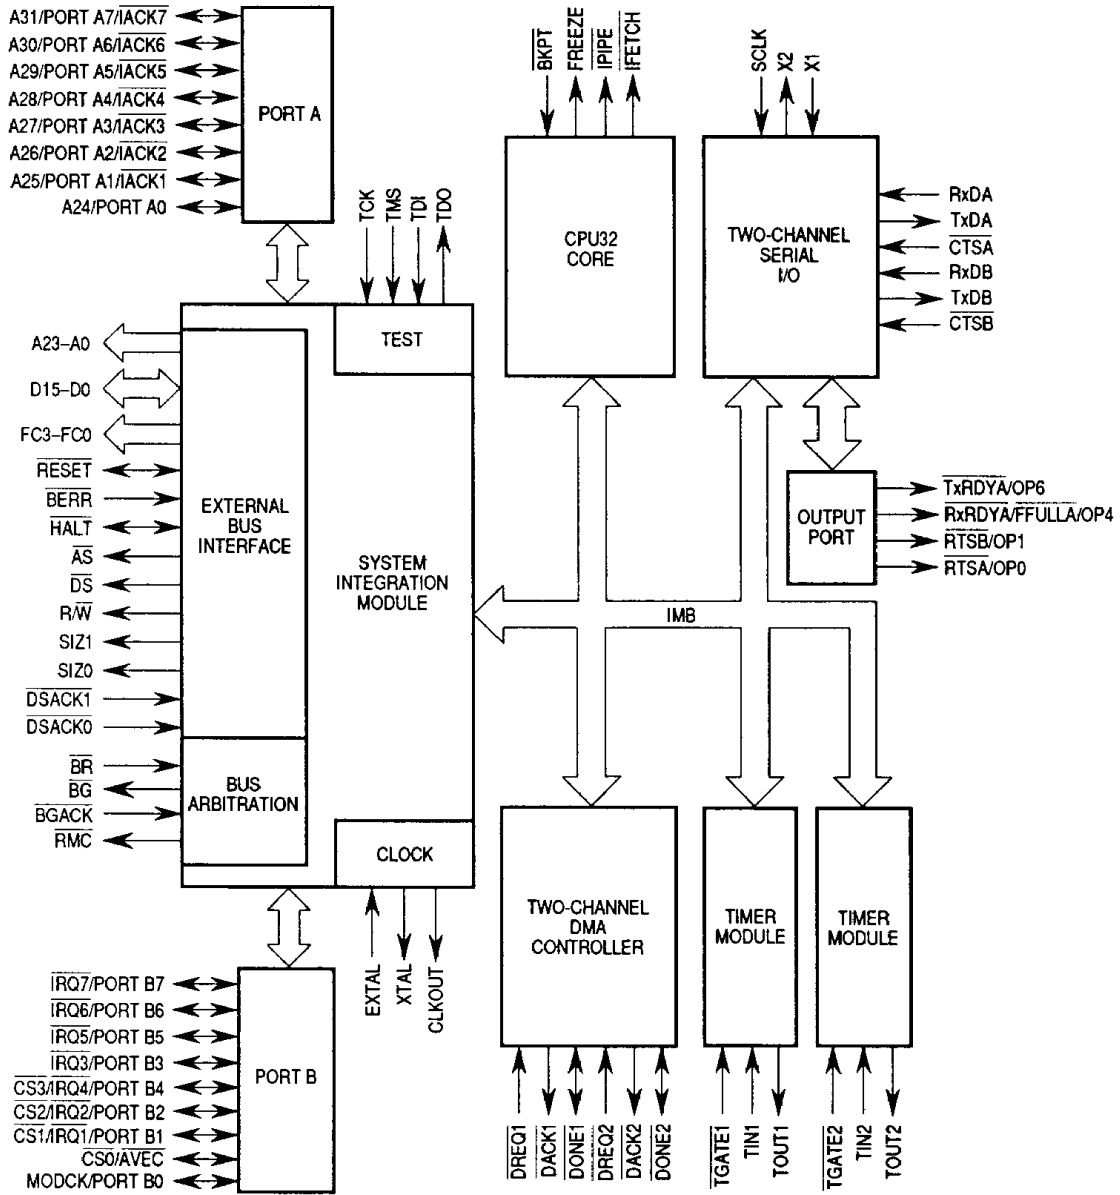 A31/PORT A7/IACK7
A30/PORT A6/IACK6
A29/PORT A5/IACK5
A28/PORT A4/IACK4
A27/PORT A3/IACK3
A26/PORT A2/IACK2
A25/PORT A1/IACK1
A24/PORT A0
PORT A
TCK
TMS
TDI
TDO
TEST
A23–A0
D15–D0
FC3–FC0
RESET
BERR
HALT
AS
DS
R/W
SIZ1
SIZ0
DSACK1
DSACK0
BR
BG
BGACK
RMC
EXTERNAL
BUS
INTERFACE
SYSTEM
INTEGRATION
MODULE
BUS
ARBITRATION
CLOCK
EXTAL
XTAL
CLKOUT
IRQ7/PORT B7
IRQ6/PORT B6
IRQ5/PORT B5
IRQ3/PORT B3
CS3/IRQ4/PORT B4
CS2/IRQ2/PORT B2
CS1/IRQ1/PORT B1
CS0/AVEC
MODCK/PORT B0
PORT B
BKPT
FREEZE
IPIPE
IFETCH
CPU32
CORE
SCLK
X2
X1
TWO-CHANNEL
SERIAL
I/O
RxDA
TxDA
CTSA
RxDB
TxDB
CTSB
OUTPUT
PORT
TxRDYA/OP6
RxRDYA/FFULLA/OP4
RTSB/OP1
RTSA/OP0
IMB
TWO-CHANNEL
DMA
CONTROLLER
DREQ1
DACK1
DONE1
DREQ2
DACK2
DONE2
TIMER
MODULE
TGATE1
TIN1
TOUT1
TIMER
MODULE
TGATE2
TIN2
TOUT2